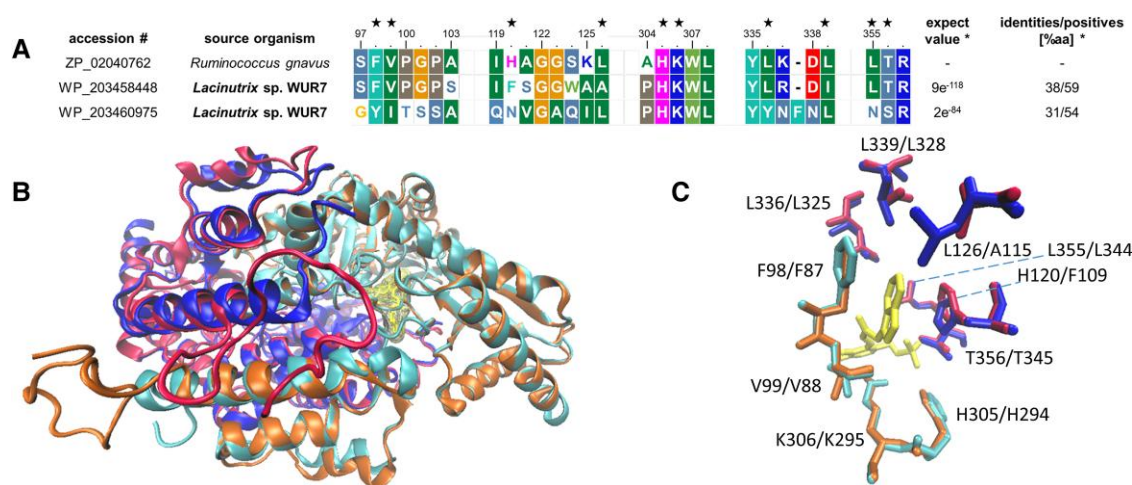 ★ ★ ★ ★ ★ ★ ★ ★ ★ ★
A accession # source organism 97 100 103 119 122 125 304 307 335 338 355 expect value * identities/positives [%aa] *
ZP_02040762 Ruminococcus gnavus S F V P G P A I H A G G S K L A H K W L Y L K - D L L T R - -
WP_203458448 Lacinutrix sp. WUR7 S F V P G P S I F S G G W A A P H K W L Y L R - D I L T R 9e-118 38/59
WP_203460975 Lacinutrix sp. WUR7 G Y I T S S A Q N V G A Q I L P H K W L Y Y N F N L N S R 2e-84 31/54
B
C
L339/L328
L336/L325
L126/A115
L355/L344
F98/F87
H120/F109
T356/T345
V99/V88
H305/H294
K306/K295